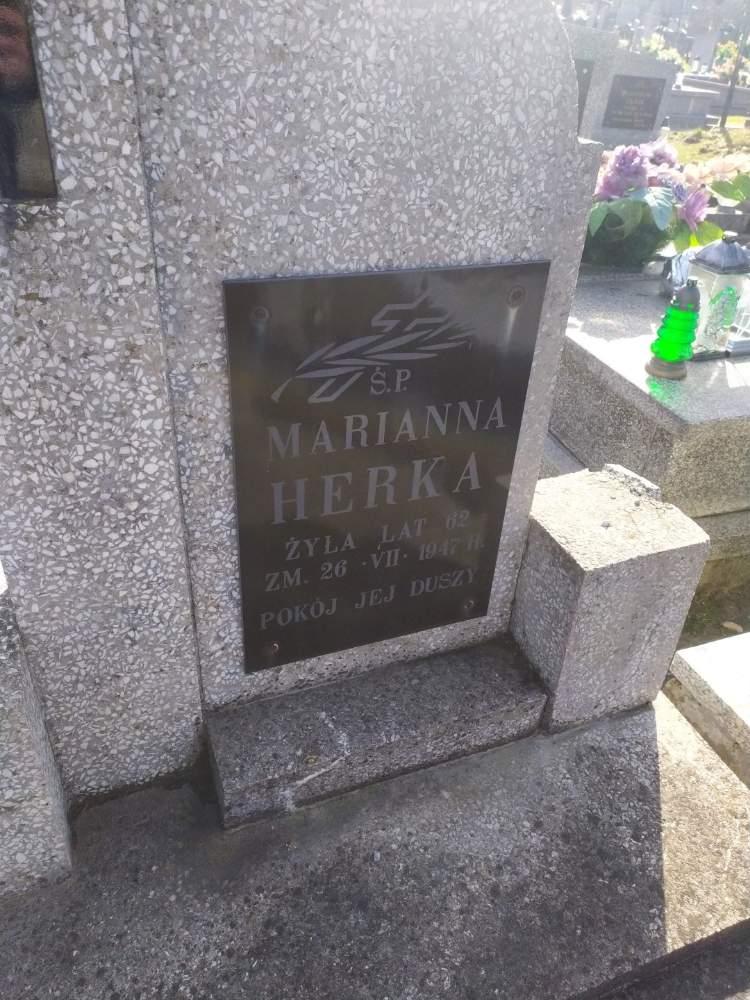 Ś.P.
MARIANNA
HERKA
ŻYŁA LAT 62
ZM. 26 ·VII· 1947 R.
POKÓJ JEJ DUSZY